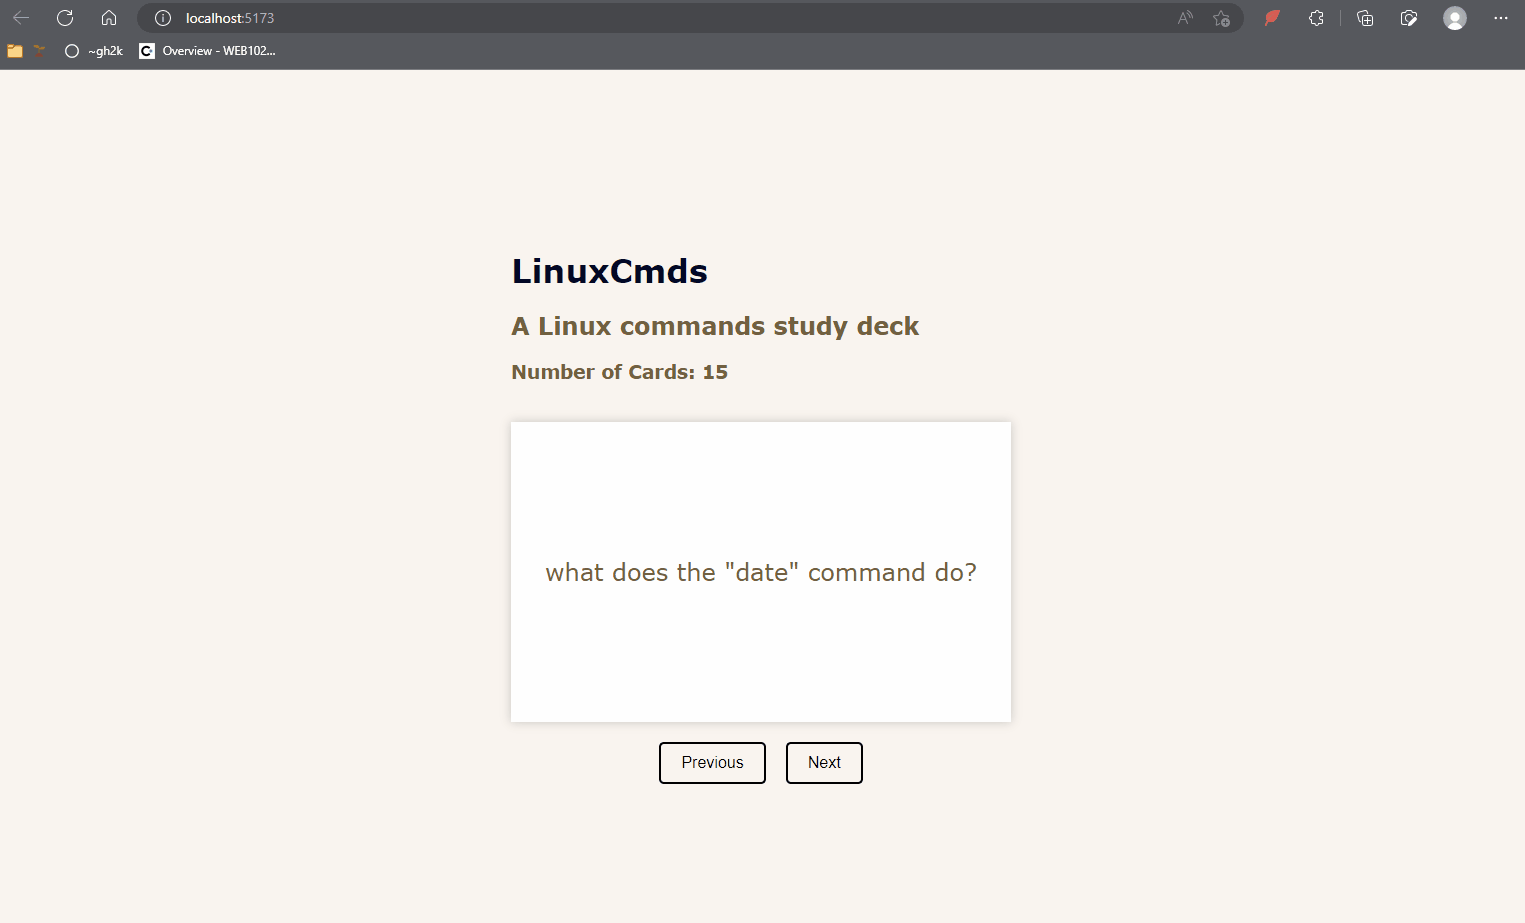 localhost:5173
~gh2k
Overview - WEB102...
LinuxCmds
A Linux commands study deck
Number of Cards: 15
what does the "date" command do?
Previous
Next